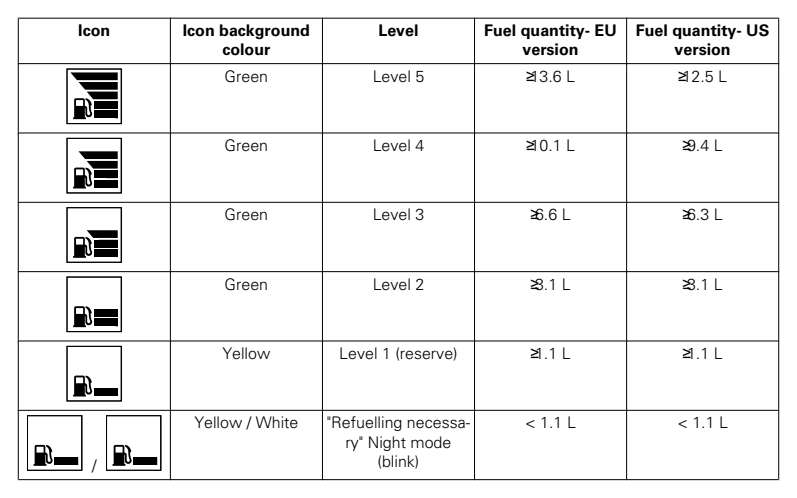 Icon Icon background colour Level Fuel quantity- EU version Fuel quantity- US version
Green Level 5 ≥13.6 L ≥12.5 L
Green Level 4 ≥10.1 L ≥9.4 L
Green Level 3 ≥6.6 L ≥6.3 L
Green Level 2 ≥3.1 L ≥3.1 L
Yellow Level 1 (reserve) ≥1.1 L ≥1.1 L
/ Yellow / White "Refuelling necessa-
ry" Night mode
(blink) < 1.1 L < 1.1 L